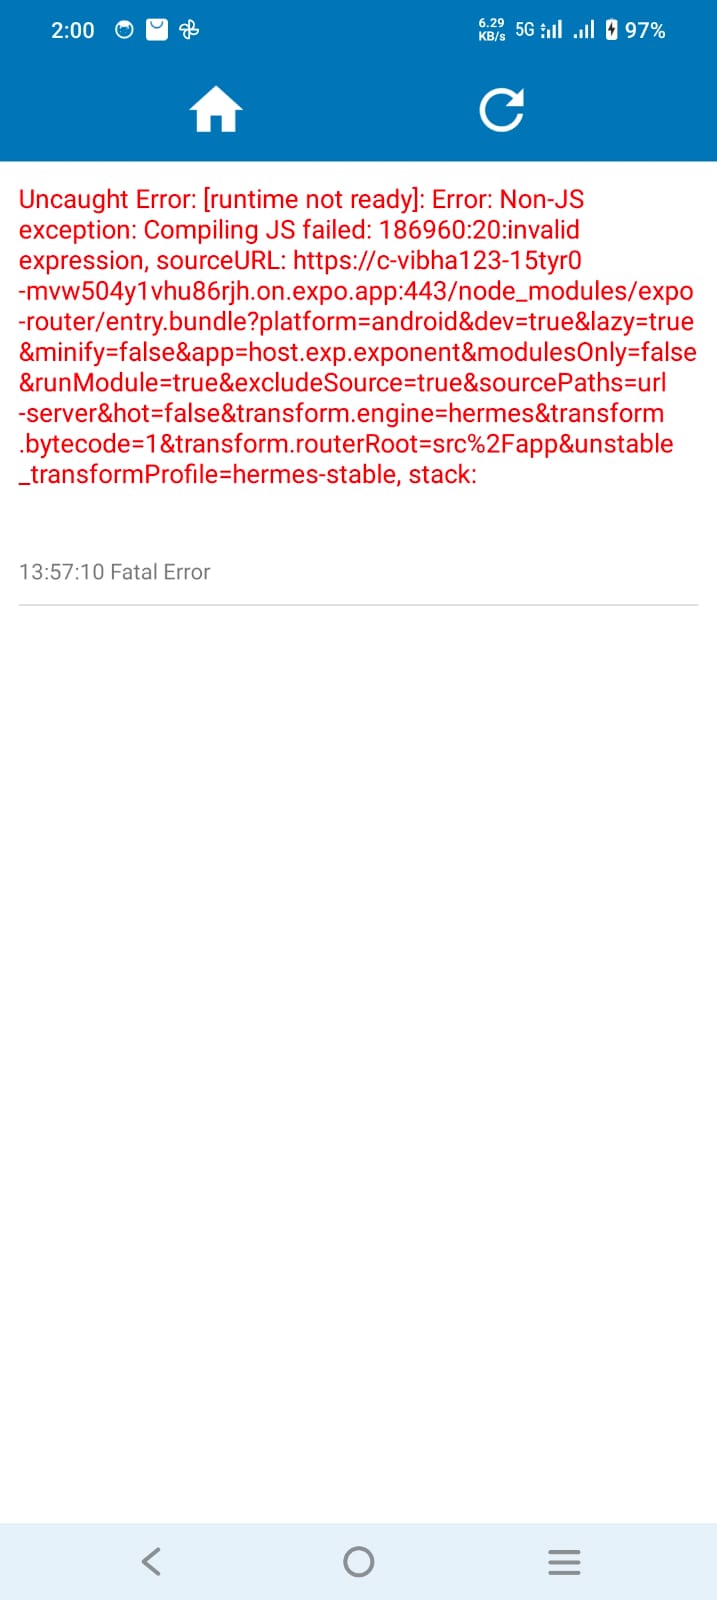 2:00
6.29
KB/s
5G
97%
Uncaught Error: [runtime not ready]: Error: Non-JS
exception: Compiling JS failed: 186960:20:invalid
expression, sourceURL: https://c-vibha123-15tyr0
-mvw504y1vhu86rjh.on.expo.app:443/node_modules/expo
-router/entry.bundle?platform=android&dev=true&lazy=true
&minify=false&app=host.exp.exponent&modulesOnly=false
&runModule=true&excludeSource=true&sourcePaths=url
-server&hot=false&transform.engine=hermes&transform
.bytecode=1&transform.routerRoot=src%2Fapp&unstable
_transformProfile=hermes-stable, stack:
13:57:10 Fatal Error